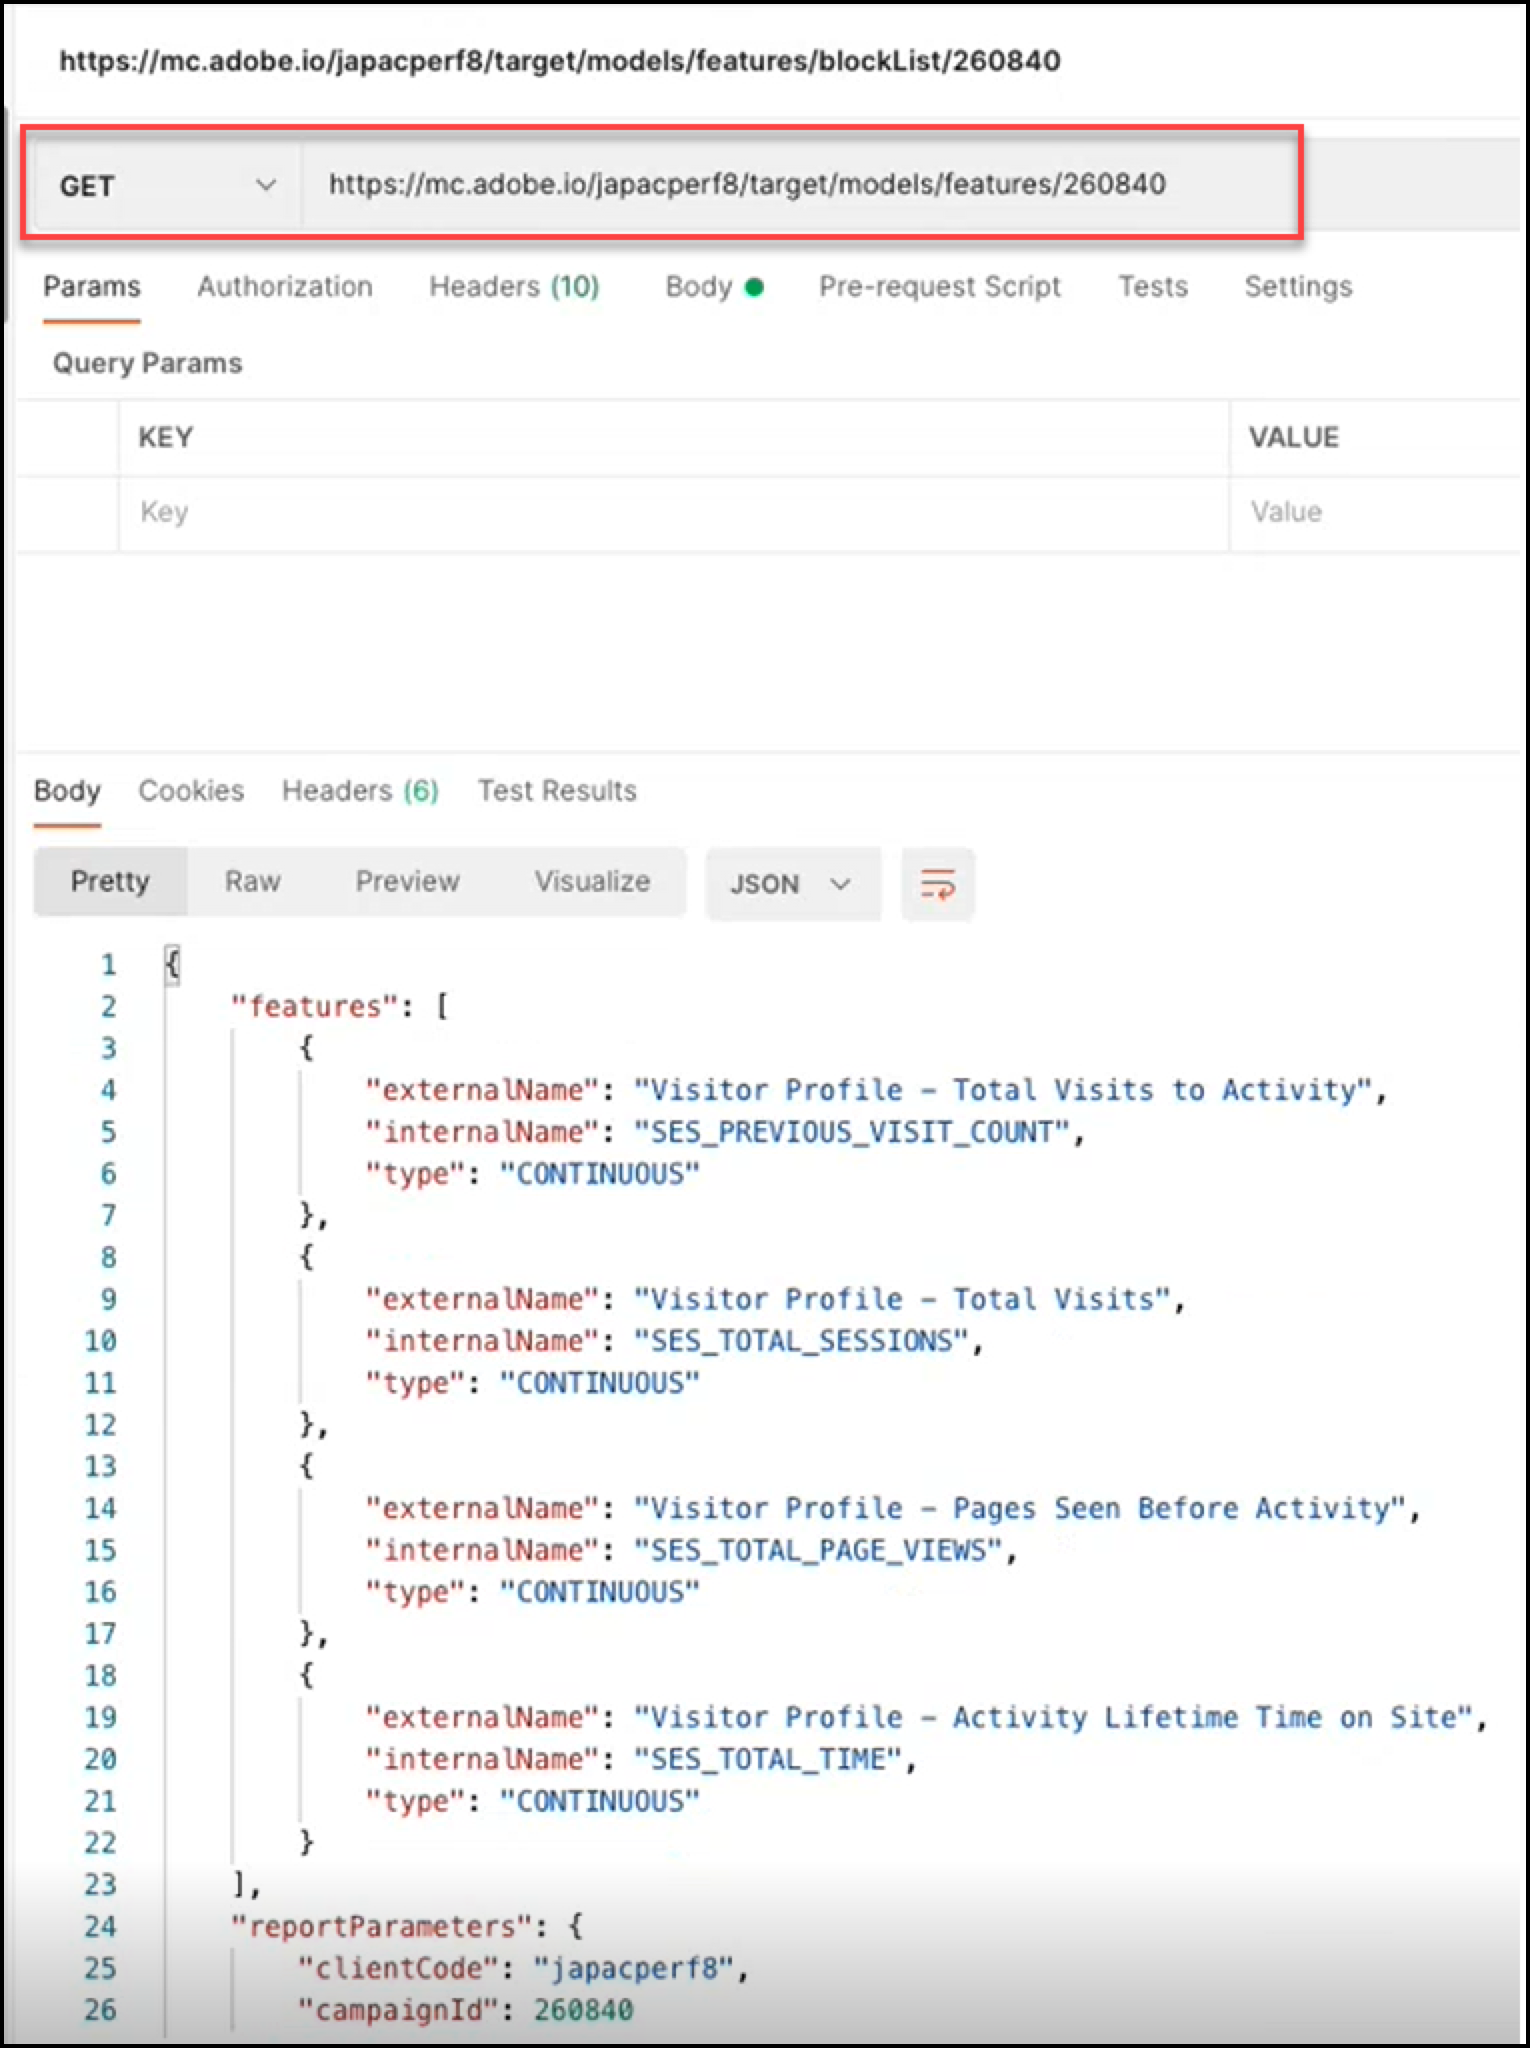 https://mc.adobe.io/japacperf8/target/models/features/blockList/260840
GET https://mc.adobe.io/japacperf8/target/models/features/260840
Params Authorization Headers (10) Body Pre-request Script Tests Settings
Query Params
KEY VALUE
Key Value
Body Cookies Headers (6) Test Results
Pretty Raw Preview Visualize JSON
1 {
2 "features": [
3 {
4 "externalName": "Visitor Profile – Total Visits to Activity",
5 "internalName": "SES_PREVIOUS_VISIT_COUNT",
6 "type": "CONTINUOUS"
7 },
8 {
9 "externalName": "Visitor Profile – Total Visits",
10 "internalName": "SES_TOTAL_SESSIONS",
11 "type": "CONTINUOUS"
12 },
13 {
14 "externalName": "Visitor Profile – Pages Seen Before Activity",
15 "internalName": "SES_TOTAL_PAGE_VIEWS",
16 "type": "CONTINUOUS"
17 },
18 {
19 "externalName": "Visitor Profile – Activity Lifetime Time on Site",
20 "internalName": "SES_TOTAL_TIME",
21 "type": "CONTINUOUS"
22 }
23 ],
24 "reportParameters": {
25 "clientCode": "japacperf8",
26 "campaignId": 260840